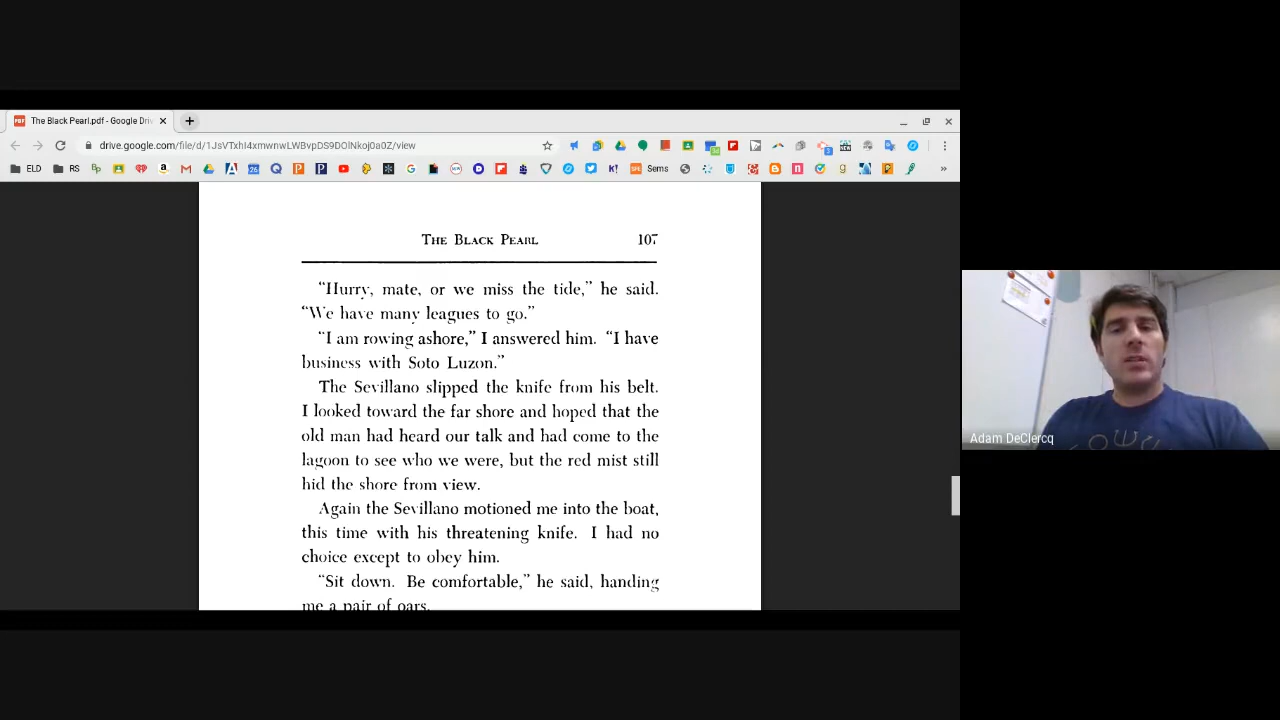 The Black Pearl.pdf - Google Driv
drive.google.com/file/d/1JsVTxhI4xmwnwLWBvpDS9DOlNkoj0a0Z/view
ELD
RS
Sems
THE BLACK PEARL 107
“Hurry, mate, or we miss the tide,” he said.
“We have many leagues to go.”
“I am rowing ashore,” I answered him. “I have
business with Soto Luzon.”
The Sevillano slipped the knife from his belt.
I looked toward the far shore and hoped that the
old man had heard our talk and had come to the
lagoon to see who we were, but the red mist still
hid the shore from view.
Again the Sevillano motioned me into the boat,
this time with his threatening knife. I had no
choice except to obey him.
“Sit down. Be comfortable,” he said, handing
me a pair of oars.
Adam DeClercq